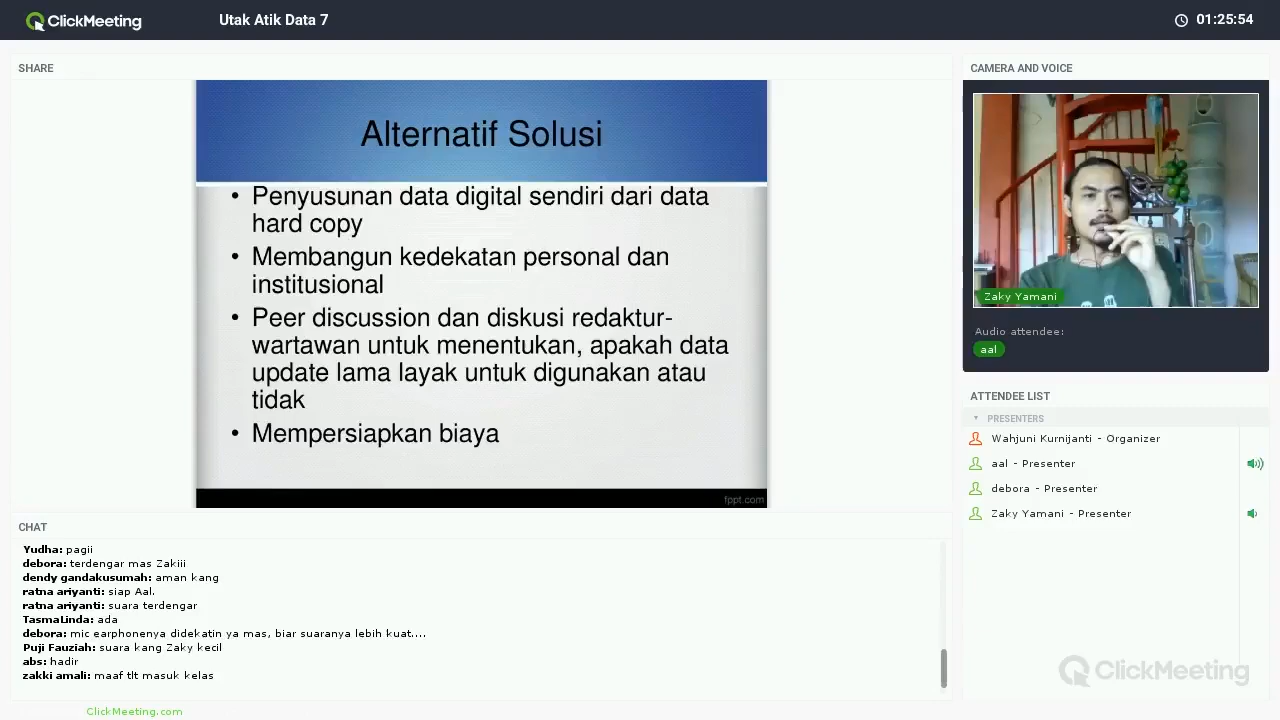 ClickMeeting
Utak Atik Data 7
01:25:54
SHARE
Alternatif Solusi
• Penyusunan data digital sendiri dari data
hard copy
• Membangun kedekatan personal dan
institusional
• Peer discussion dan diskusi redaktur-
wartawan untuk menentukan, apakah data
update lama layak untuk digunakan atau
tidak
• Mempersiapkan biaya
fppt.com
CAMERA AND VOICE
Zaky Yamani
Audio attendee:
aal
ATTENDEE LIST
PRESENTERS
Wahjuni Kurnijanti - Organizer
aal - Presenter
debora - Presenter
Zaky Yamani - Presenter
CHAT
Yudha: pagii
debora: terdengar mas Zakiii
dendy gandakusumah: aman kang
ratna ariyanti: siap Aal.
ratna ariyanti: suara terdengar
TasmaLinda: ada
debora: mic earphonenya didekatin ya mas, biar suaranya lebih kuat....
Puji Fauziah: suara kang Zaky kecil
abs: hadir
zakki amali: maaf tlt masuk kelas
ClickMeeting
ClickMeeting.com